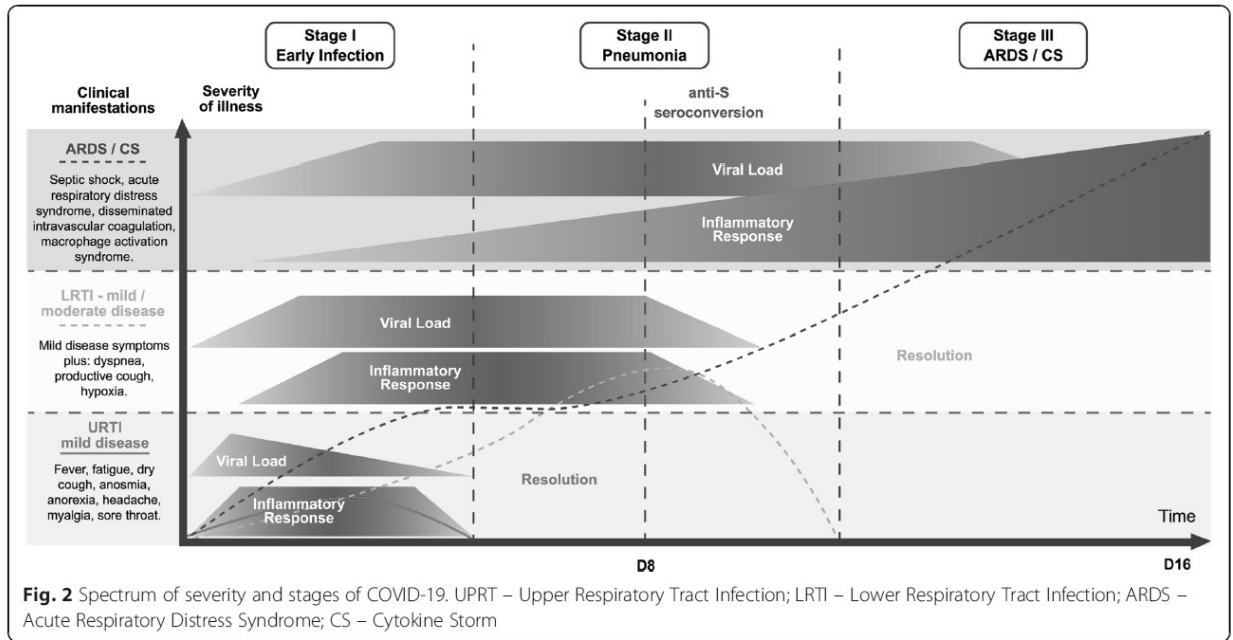 Stage I
Early Infection
Stage II
Pneumonia
Stage III
ARDS / CS
Clinical
manifestations
Severity
of illness
anti-S
seroconversion
ARDS / CS
Septic shock, acute
respiratory distress
syndrome, disseminated
intravascular coagulation,
macrophage activation
syndrome.
Viral Load
Inflammatory
Response
LRTI - mild /
moderate disease
Mild disease symptoms
plus: dyspnea,
productive cough,
hypoxia.
Viral Load
Inflammatory
Response
Resolution
URTI
mild disease
Fever, fatigue, dry
cough, anosmia,
anorexia, headache,
myalgia, sore throat.
Viral Load
Inflammatory
Response
Resolution
Time
D8
D16
Fig. 2 Spectrum of severity and stages of COVID-19. UPRT – Upper Respiratory Tract Infection; LRTI – Lower Respiratory Tract Infection; ARDS –
Acute Respiratory Distress Syndrome; CS – Cytokine Storm